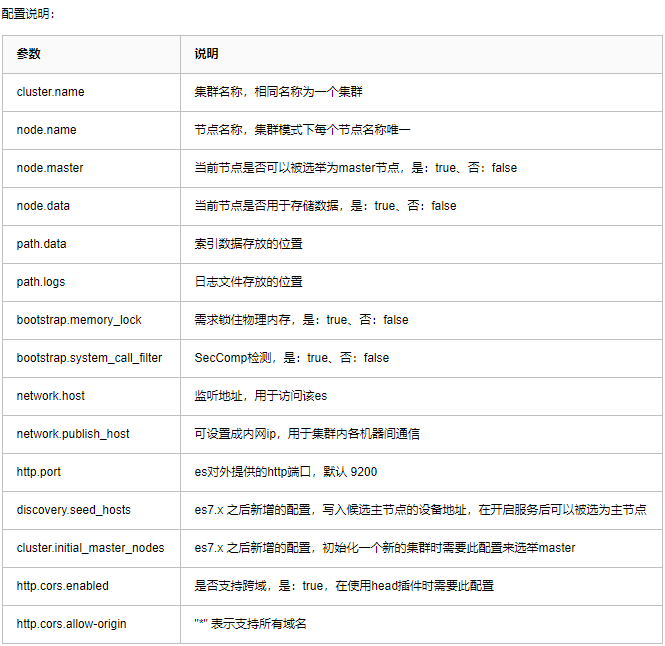 配置说明：
参数 说明
cluster.name 集群名称，相同名称为一个集群
node.name 节点名称，集群模式下每个节点名称唯一
node.master 当前节点是否可以被选举为master节点，是：true、否：false
node.data 当前节点是否用于存储数据，是：true、否：false
path.data 索引数据存放的位置
path.logs 日志文件存放的位置
bootstrap.memory_lock 需求锁住物理内存，是：true、否：false
bootstrap.system_call_filter SecComp检测，是：true、否：false
network.host 监听地址，用于访问该es
network.publish_host 可设置成内网ip，用于集群内各机器间通信
http.port es对外提供的http端口，默认 9200
discovery.seed_hosts es7.x 之后新增的配置，写入候选主节点的设备地址，在开启服务后可以被选为主节点
cluster.initial_master_nodes es7.x 之后新增的配置，初始化一个新的集群时需要此配置来选举master
http.cors.enabled 是否支持跨域，是：true，在使用head插件时需要此配置
http.cors.allow-origin "*" 表示支持所有域名